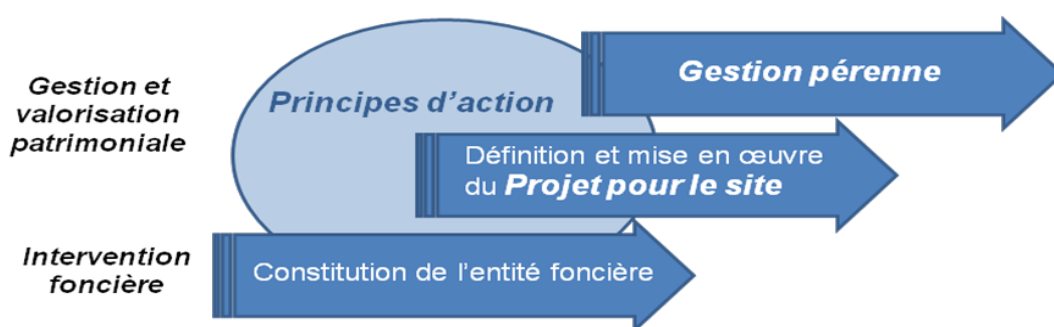 Gestion et
valorisation
patrimoniale
Principes d’action
Gestion pérenne
Définition et mise en œuvre
du Projet pour le site
Intervention
foncière
Constitution de l’entité foncière